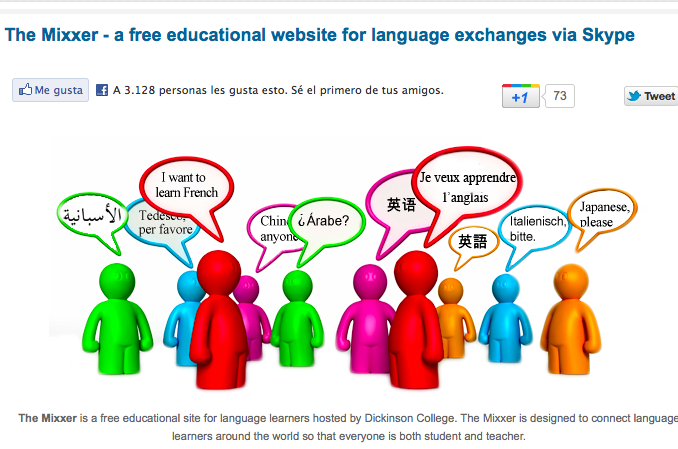 The Mixxer - a free educational website for language exchanges via Skype
Me gusta
A 3.128 personas les gusta esto. Sé el primero de tus amigos.
+1
73
Tweet
الأسبانية
Tedesco,
per favore
I want to
learn French
anyone
¿Árabe?
英语
Je veux apprendre
l'anglais
英語
Italienisch,
bitte.
Japanese,
please
The Mixxer is a free educational site for language learners hosted by Dickinson College. The Mixxer is designed to connect language
learners around the world so that everyone is both student and teacher.